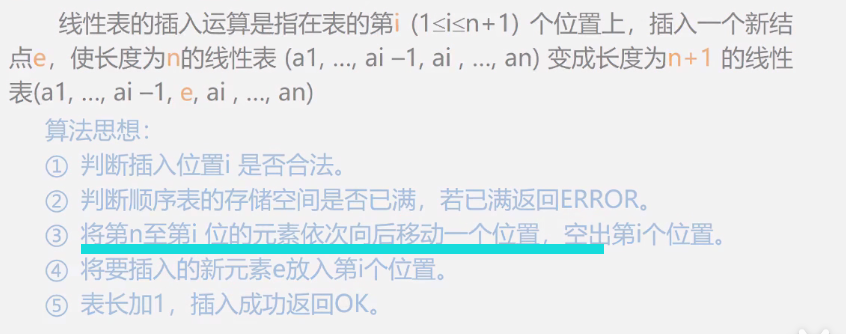 线性表的插入运算是指在表的第i (1≤i≤n+1) 个位置上，插入一个新结
点e，使长度为n的线性表 (a1, ..., ai –1, ai , ..., an) 变成长度为n+1 的线性
表(a1, ..., ai –1, e, ai , ..., an)
算法思想：
① 判断插入位置i 是否合法。
② 判断顺序表的存储空间是否已满，若已满返回ERROR。
③ 将第n至第i 位的元素依次向后移动一个位置，空出第i个位置。
④ 将要插入的新元素e放入第i个位置。
⑤ 表长加1，插入成功返回OK。